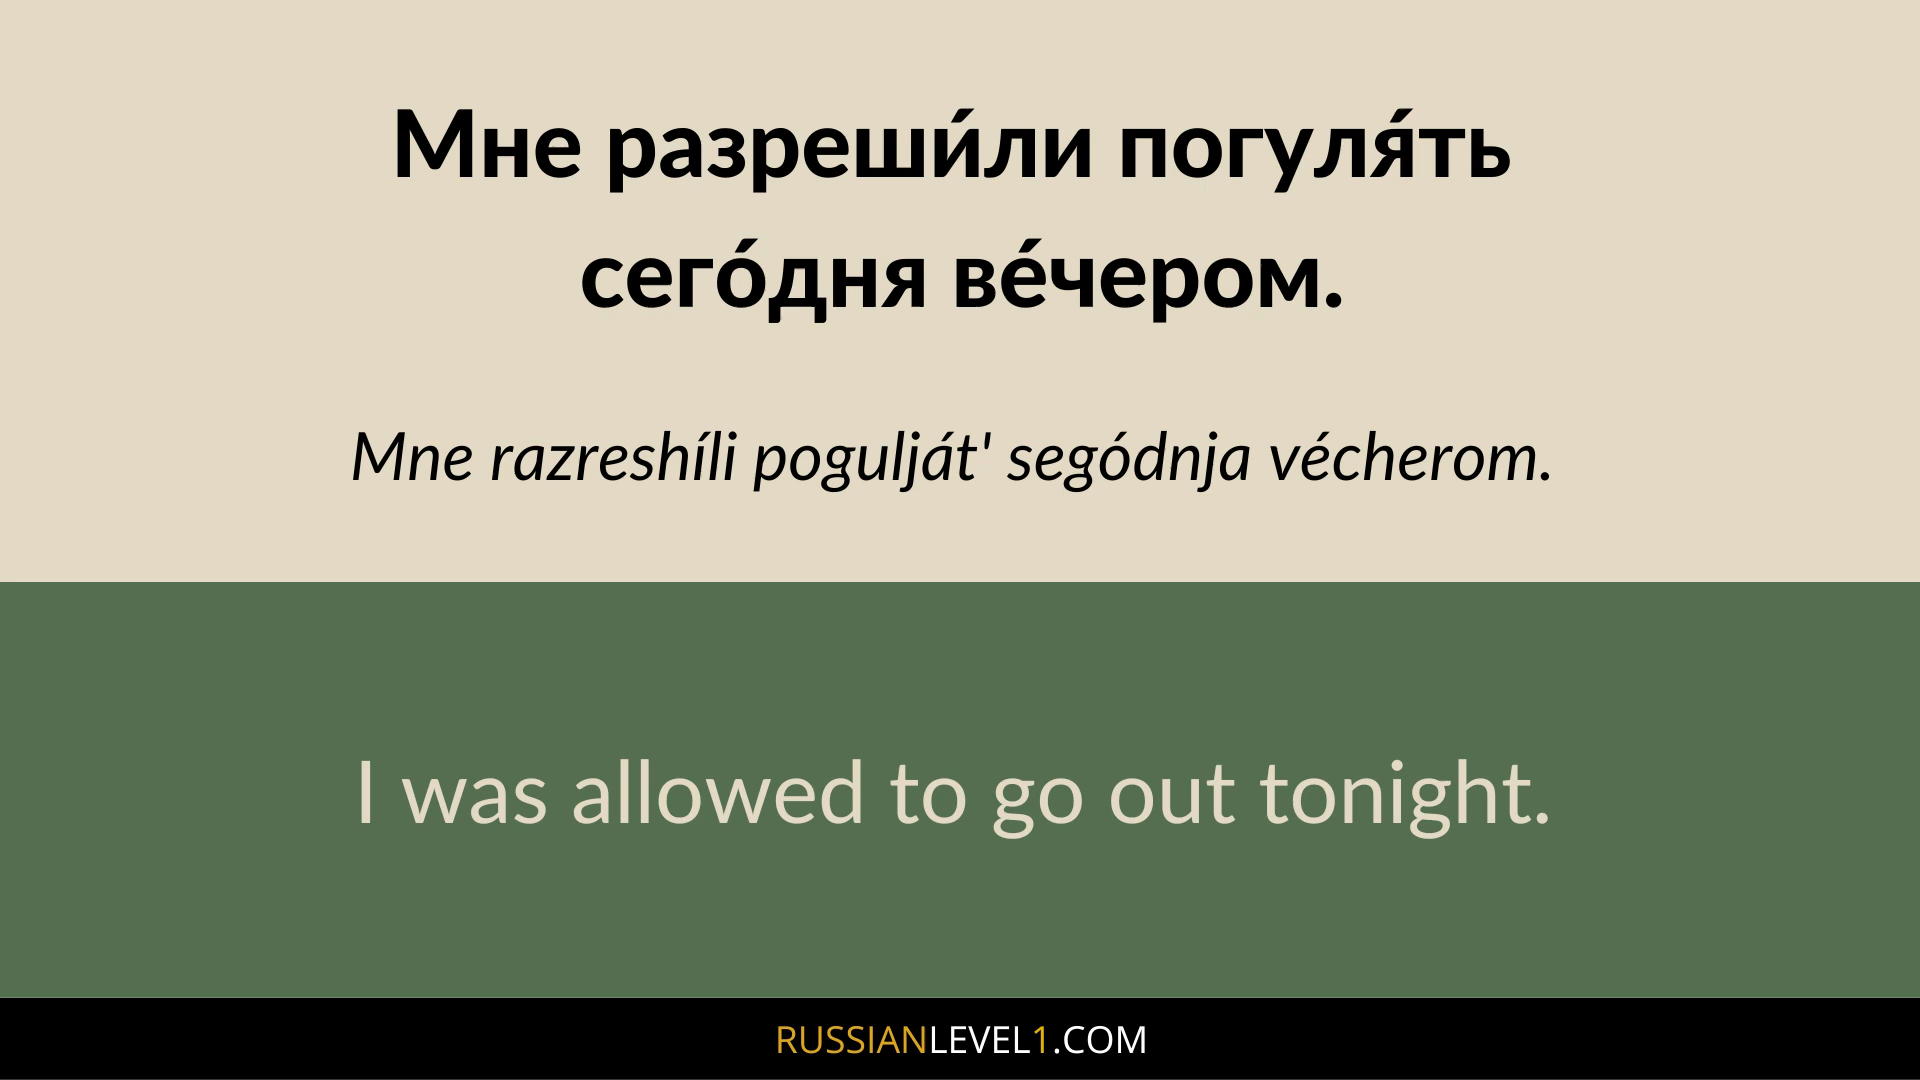 Мне разреши́ли погуля́ть
сего́дня ве́чером.
Mne razreshíli poguljját' segódnja vécherom.
I was allowed to go out tonight.
RUSSIANLEVEL1.COM